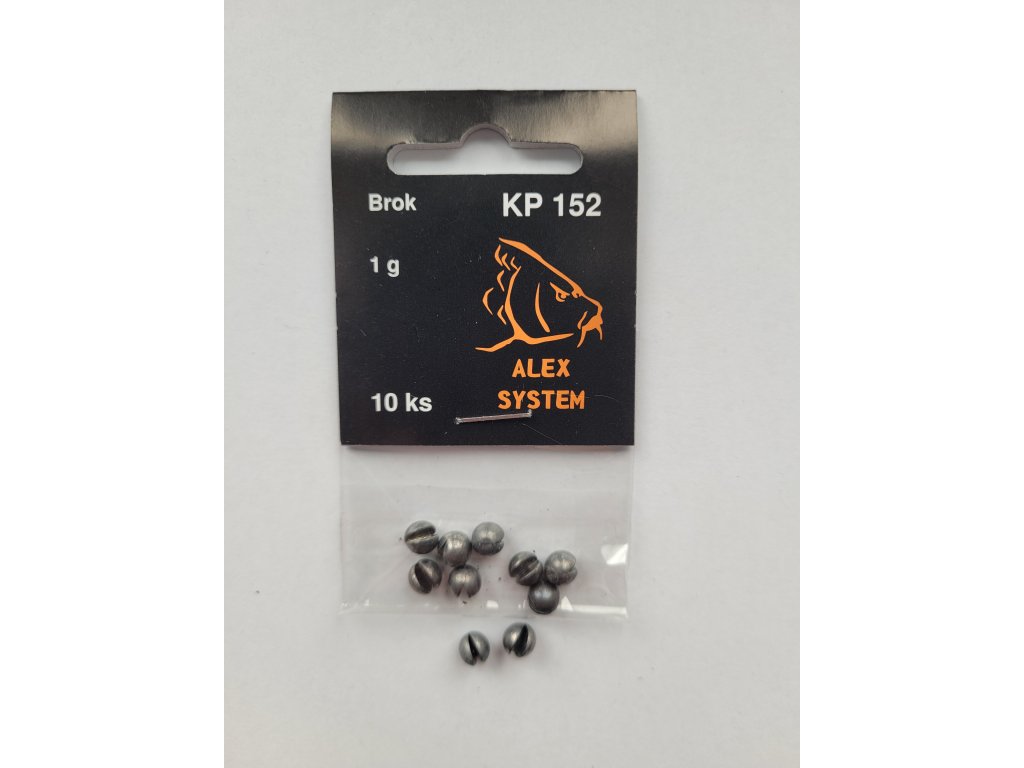 Brok KP 152
1 g
ALEX
10 ks SYSTEM